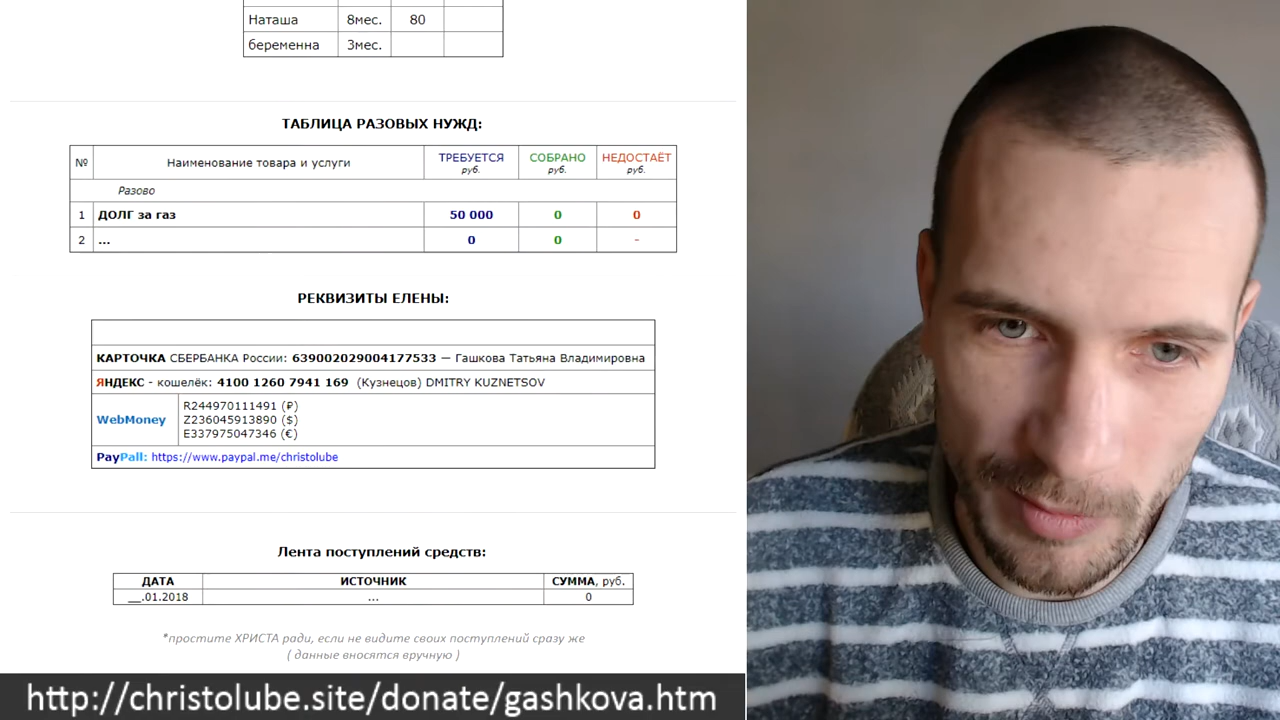 Наташа 8мес. 80
беременна 3мес.
ТАБЛИЦА РАЗОВЫХ НУЖД:
№ Наименование товара и услуги ТРЕБУЕТСЯ руб. СОБРАНО руб. НЕДОСТАЁТ руб.
Разово
1 ДОЛГ за газ 50 000 0 0
2 ... 0 0 -
РЕКВИЗИТЫ ЕЛЕНЫ:
КАРТОЧКА СБЕРБАНКА России: 639002029004177533 — Гашкова Татьяна Владимировна
ЯНДЕКС - кошелёк: 4100 1260 7941 169 (Кузнецов) DMITRY KUZNETSOV
WebMoney
R244970111491 (₽)
Z236045913890 ($)
E337975047346 (€)
PayPall: https://www.paypal.me/christolube
Лента поступлений средств:
ДАТА ИСТОЧНИК СУММА, руб.
__.01.2018 ... 0
*простите ХРИСТА ради, если не видите своих поступлений сразу же
( данные вносятся вручную )
http://christolube.site/donate/gashkova.htm